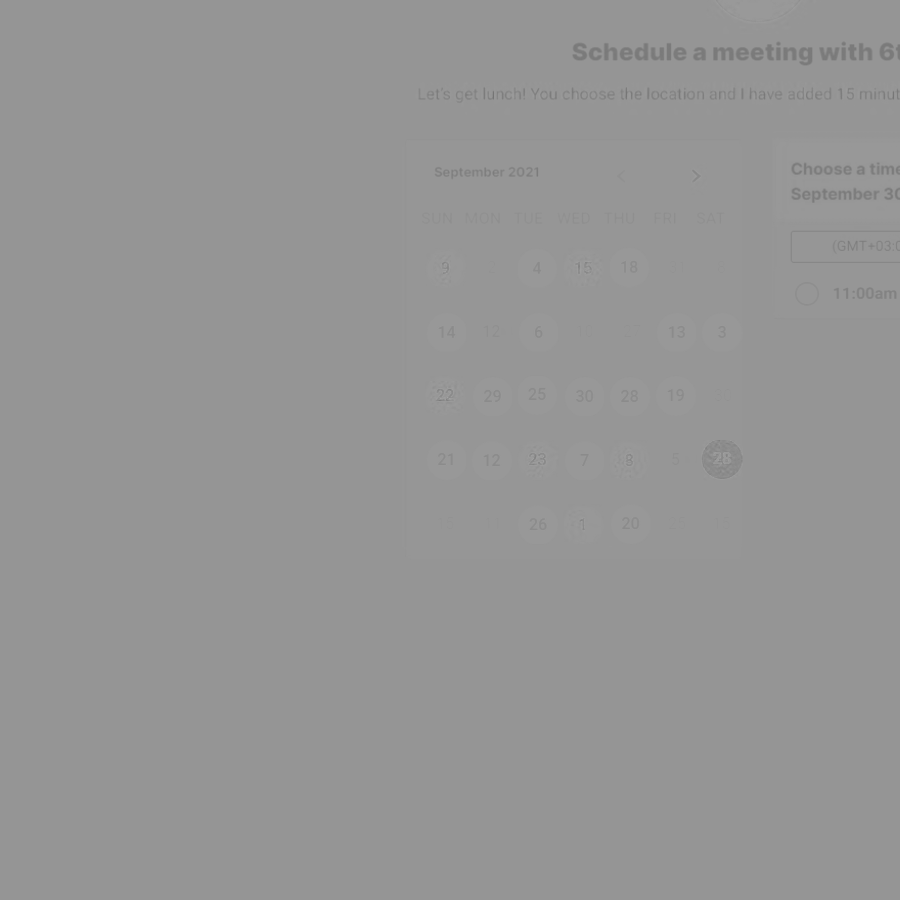 Schedule a meeting with 6t
Let's get lunch! You choose the location and I have added 15 minut
September 2021
SUN MON TUE WED THU FRI SAT
9 4 15 18
14 12 6 13 3
22 29 25 30 28 19
21 12 23 7 8 5 28
26 1 20
Choose a time
September 30
(GMT+03:0
11:00am